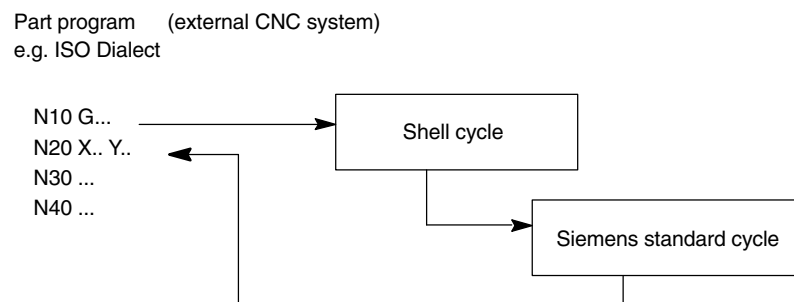 Part program (external CNC system)
e.g. ISO Dialect
N10 G...
N20 X.. Y..
N30 ...
N40 ...
Shell cycle
Siemens standard cycle